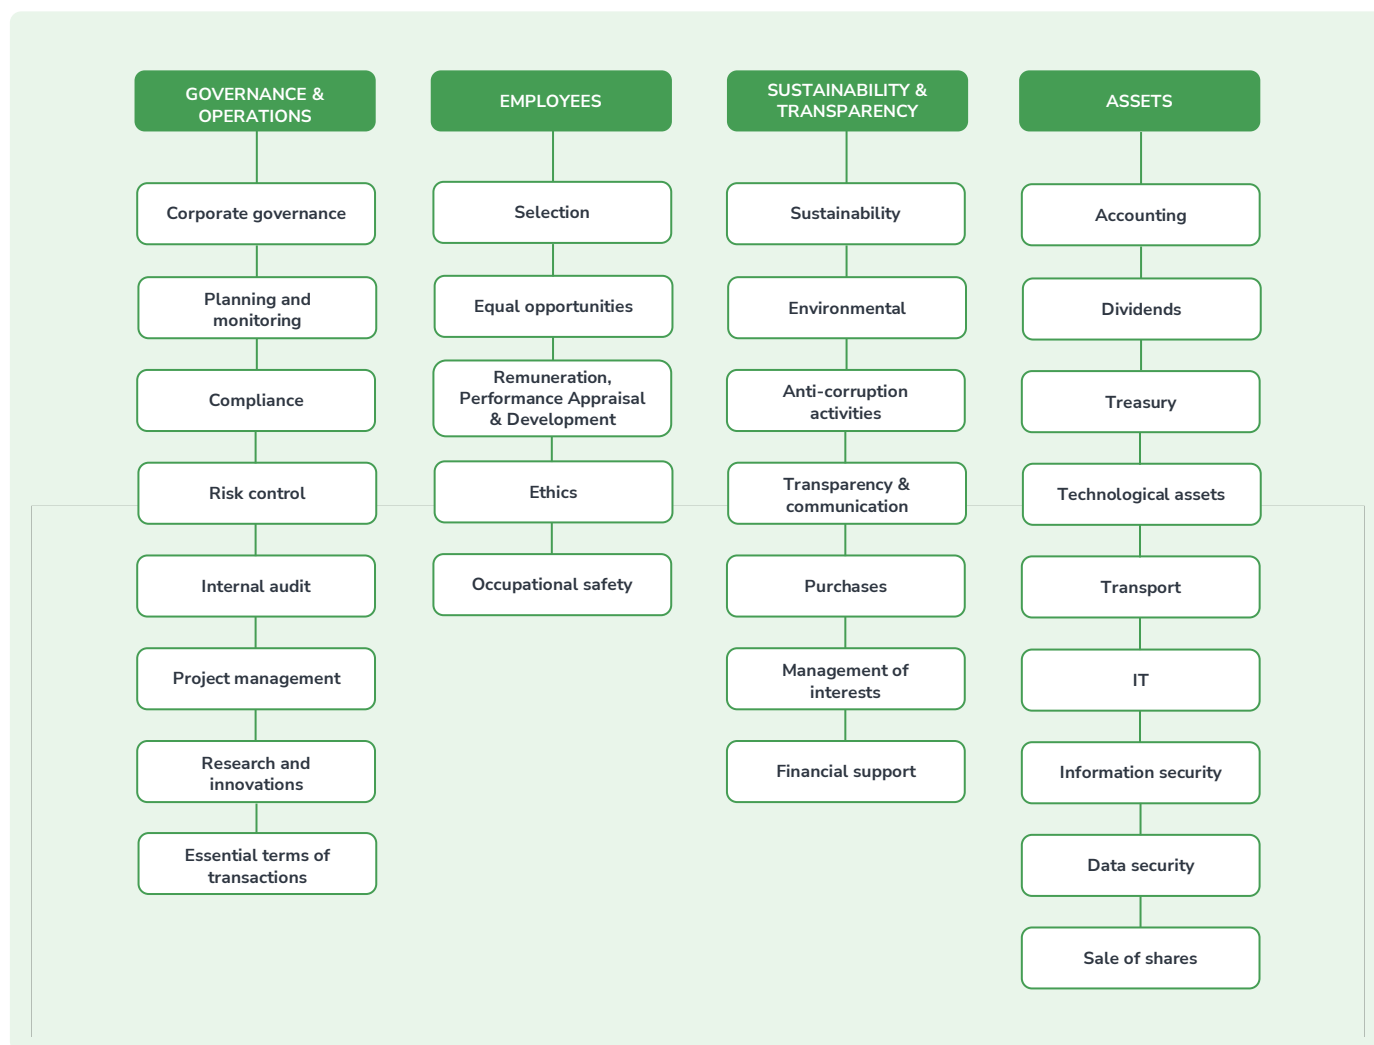 GOVERNANCE &
OPERATIONS
Corporate governance
Planning and
monitoring
Compliance
Risk control
Internal audit
Project management
Research and
innovations
Essential terms of
transactions
EMPLOYEES
Selection
Equal opportunities
Remuneration,
Performance Appraisal
& Development
Ethics
Occupational safety
SUSTAINABILITY &
TRANSPARENCY
Sustainability
Environmental
Anti-corruption
activities
Transparency &
communication
Purchases
Management of
interests
Financial support
ASSETS
Accounting
Dividends
Treasury
Technological assets
Transport
IT
Information security
Data security
Sale of shares